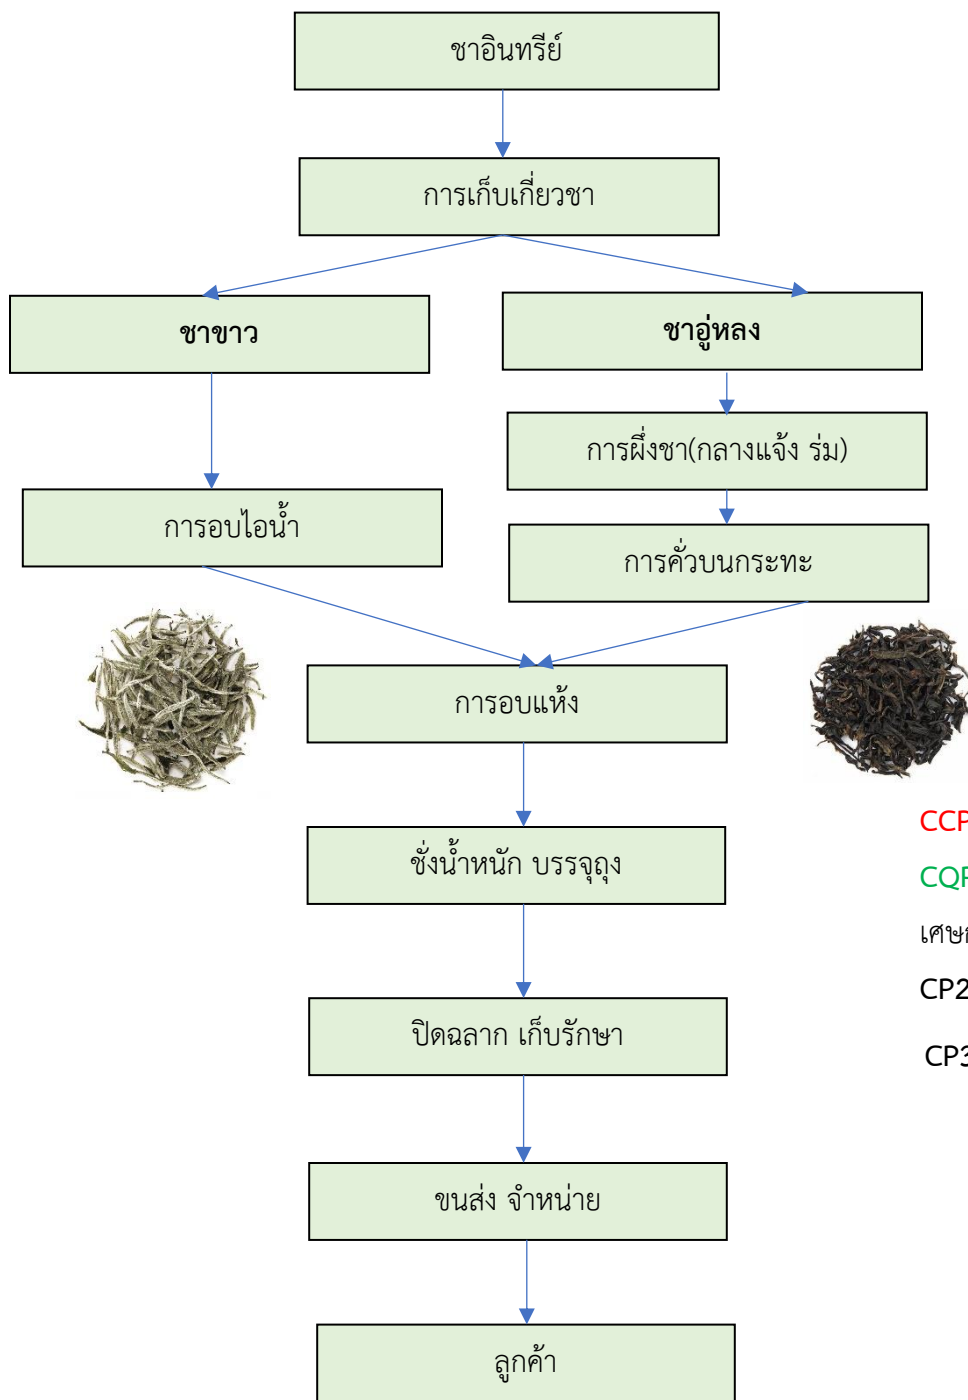 ชาอินทรีย์
การเก็บเกี่ยวชา
ชาขาว
ชาอู่หลง
การผึ่งชา(กลางแจ้ง ร่ม)
การอบไอน้ำ
การคั่วบนกระทะ
การอบแห้ง
CCP
ชั่งน้ำหนัก บรรจุถุง
CQP
CP2
ปิดฉลาก เก็บรักษา
CP3
ขนส่ง จำหน่าย
ลูกค้า